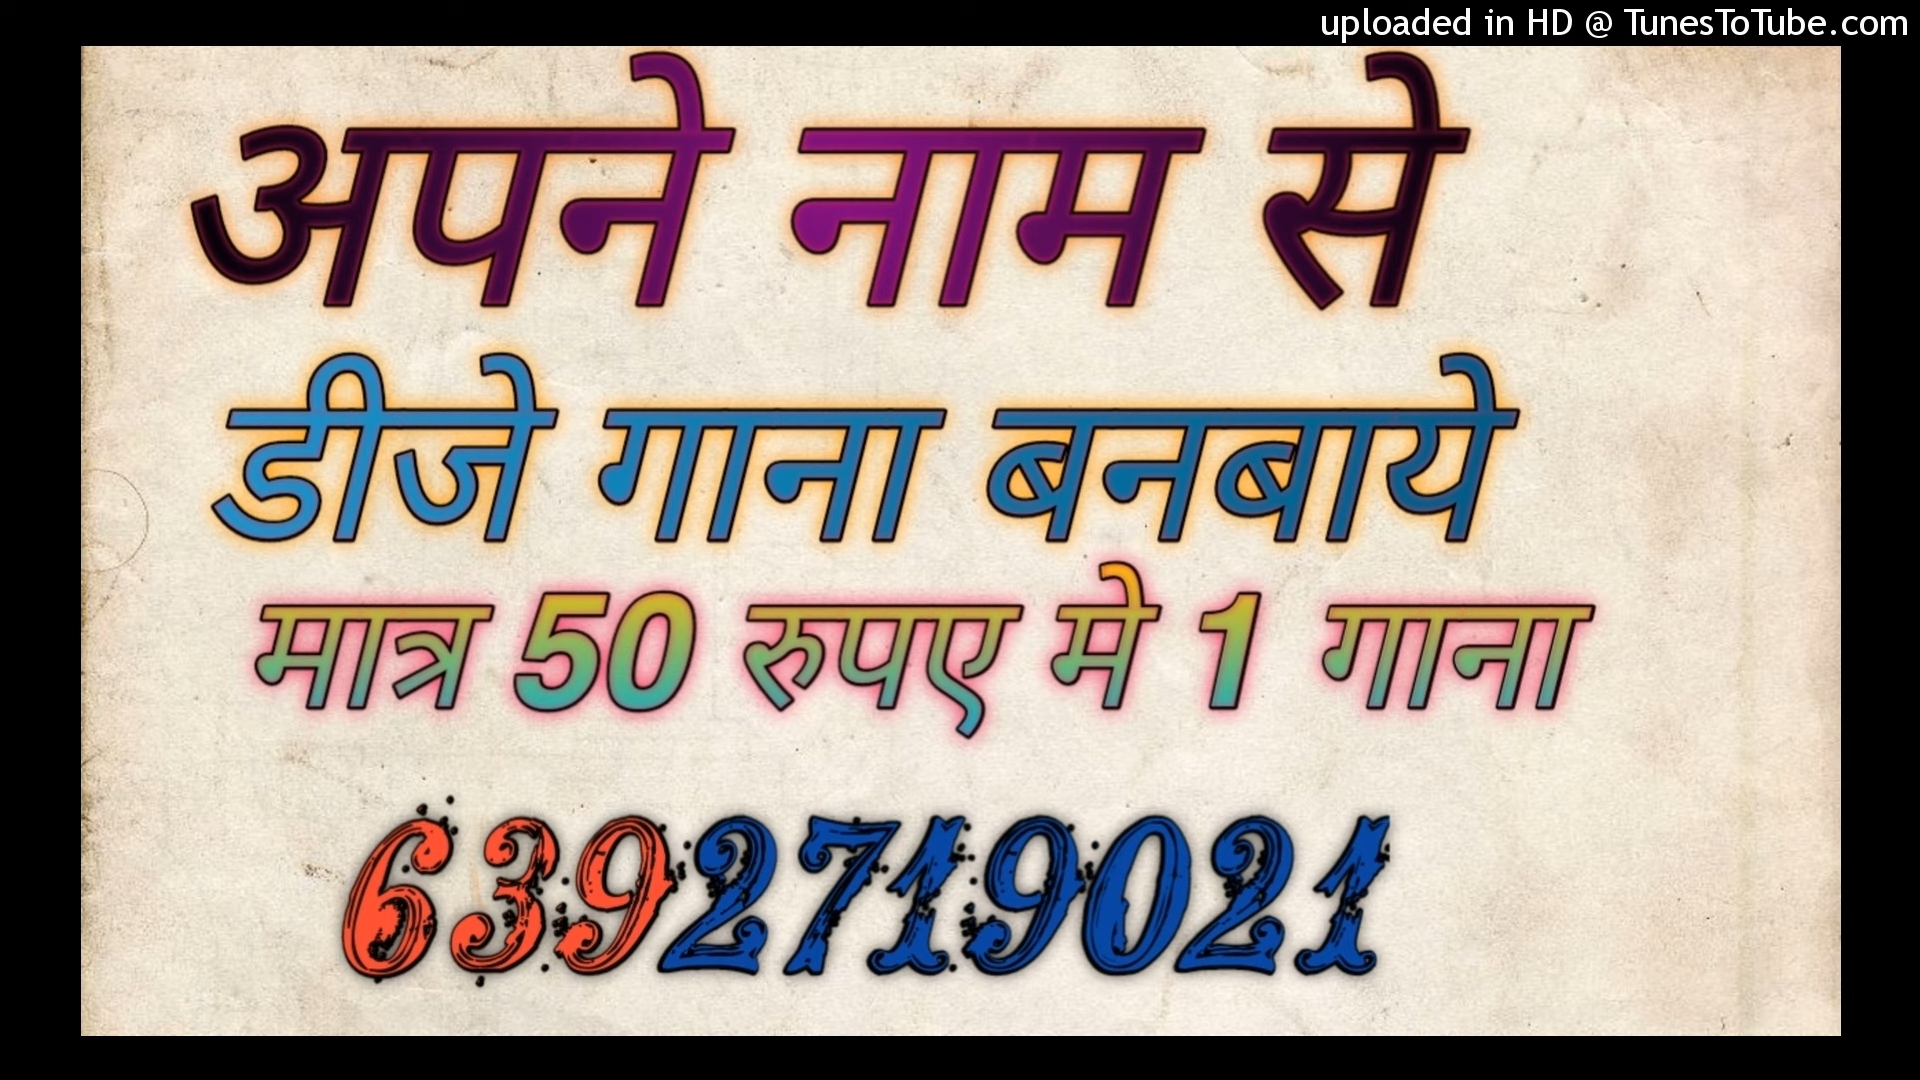 uploaded in HD @ TunesToTube.com
अपने नाम से
डीजे गाना बनबाये
मात्र 50 रुपए मे 1 गाना
6392719021